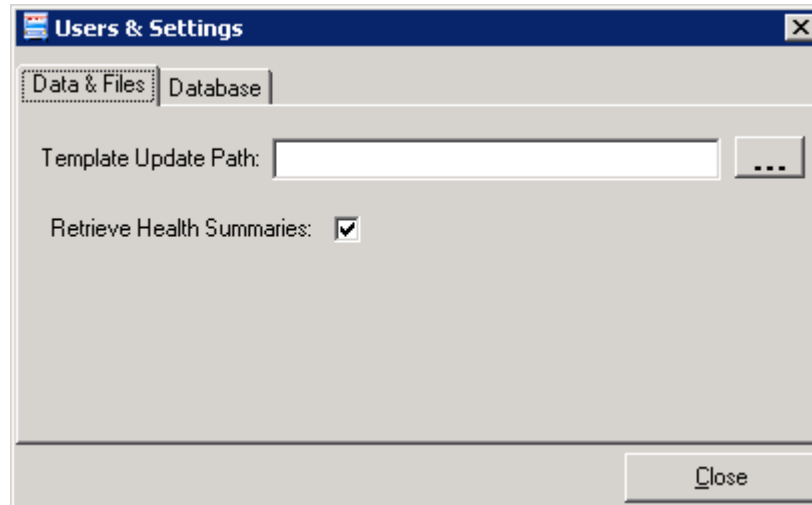 Users & Settings
Data & Files Database
Template Update Path: ...
Retrieve Health Summaries:
Close